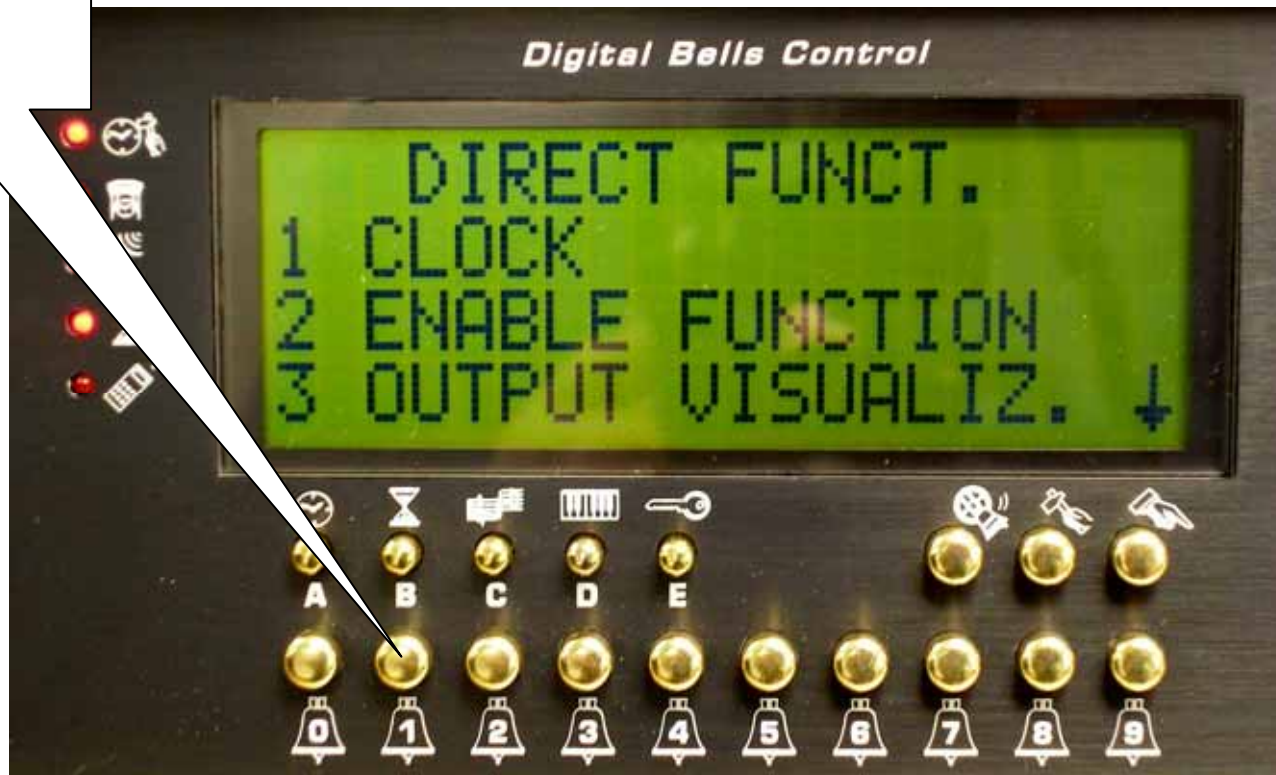 Digital Bells Control
DIRECT FUNCT.
1 CLOCK
2 ENABLE FUNCTION
3 OUTPUT VISUALIZ. ↓
A B C D E
0 1 2 3 4 5 6 7 8 9